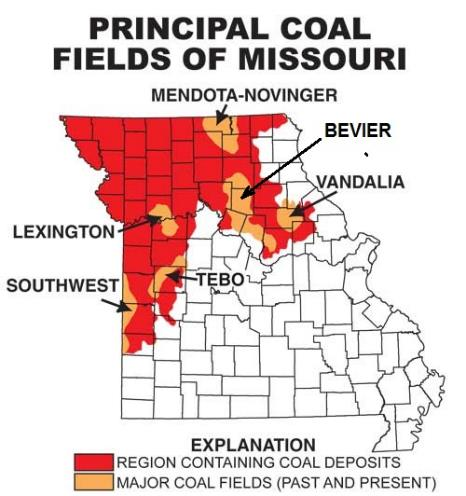 PRINCIPAL COAL
FIELDS OF MISSOURI
MENDOTA-NOVINGER
BEVIER
VANDALIA
LEXINGTON
SOUTHWEST
TEBO
EXPLANATION
REGION CONTAINING COAL DEPOSITS
MAJOR COAL FIELDS (PAST AND PRESENT)